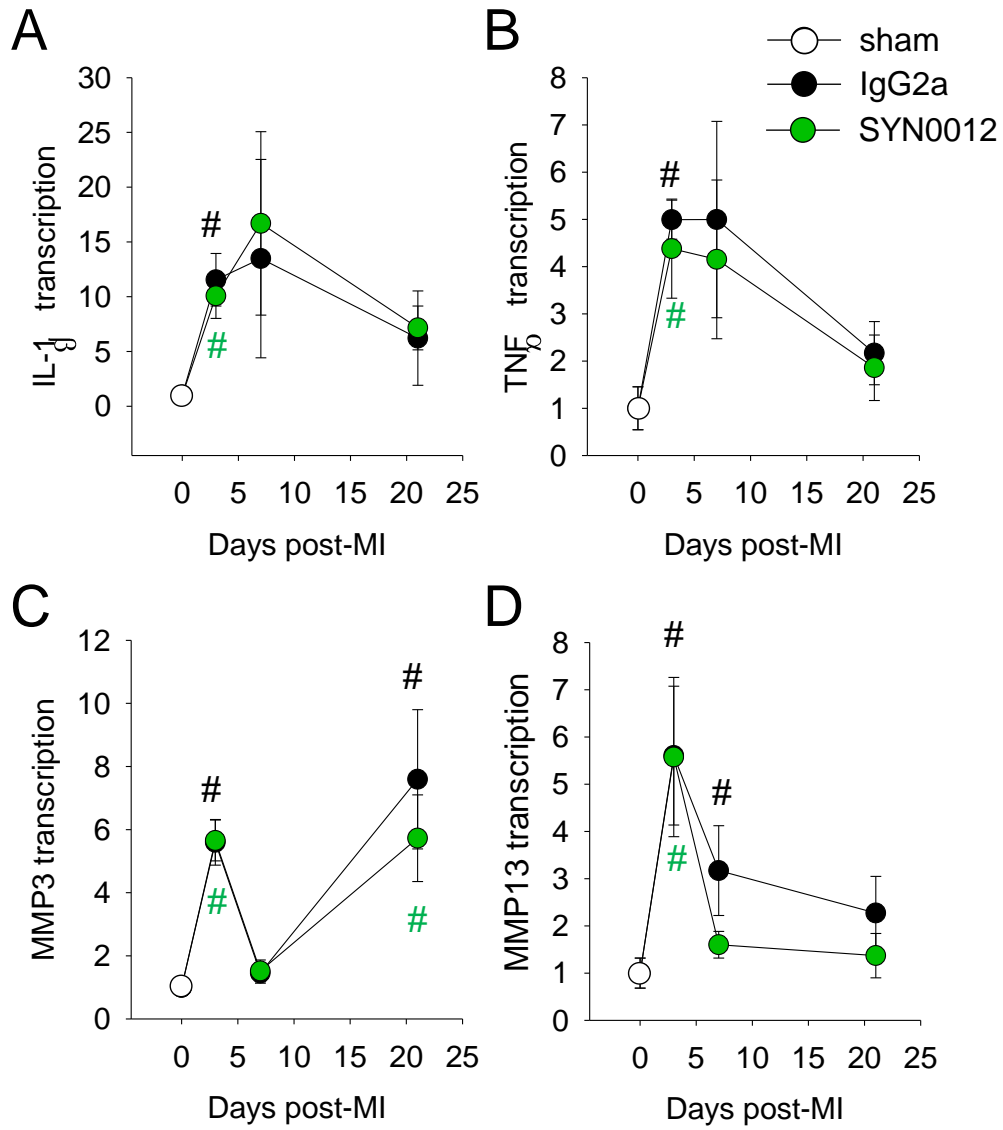 A
B
sham
IgG2a
SYN0012
IL-1β transcription
30
25
20
15
10
5
0
#
#
0 5 10 15 20 25
Days post-MI
TNFα transcription
8
7
6
5
4
3
2
1
0
#
#
0 5 10 15 20 25
Days post-MI
C
D
MMP3 transcription
12
10
8
6
4
2
0
#
#
#
#
0 5 10 15 20 25
Days post-MI
MMP13 transcription
8
7
6
5
4
3
2
1
0
#
#
#
0 5 10 15 20 25
Days post-MI